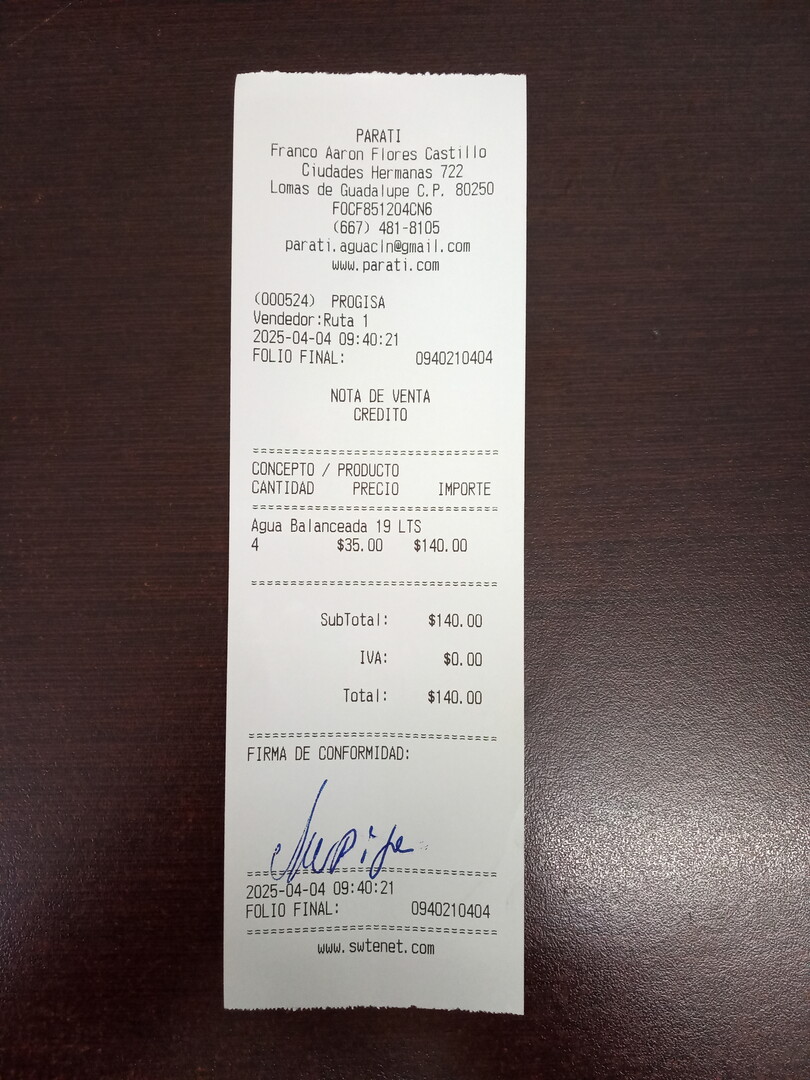 PARATI
Franco Aaron Flores Castillo
Ciudades Hermanas 722
Lomas de Guadalupe C.P. 80250
FOCF851204CN6
(667) 481-8105
parati.aguacln@gmail.com
www.parati.com
(000524) PROGISA
Vendedor:Ruta 1
2025-04-04 09:40:21
FOLIO FINAL: 0940210404
NOTA DE VENTA
CREDITO
==============================
CONCEPTO / PRODUCTO
CANTIDAD PRECIO IMPORTE
==============================
Agua Balanceada 19 LTS
4 $35.00 $140.00
==============================
SubTotal: $140.00
IVA: $0.00
Total: $140.00
==============================
FIRMA DE CONFORMIDAD:
==============================
2025-04-04 09:40:21
FOLIO FINAL: 0940210404
==============================
www.swtenet.com